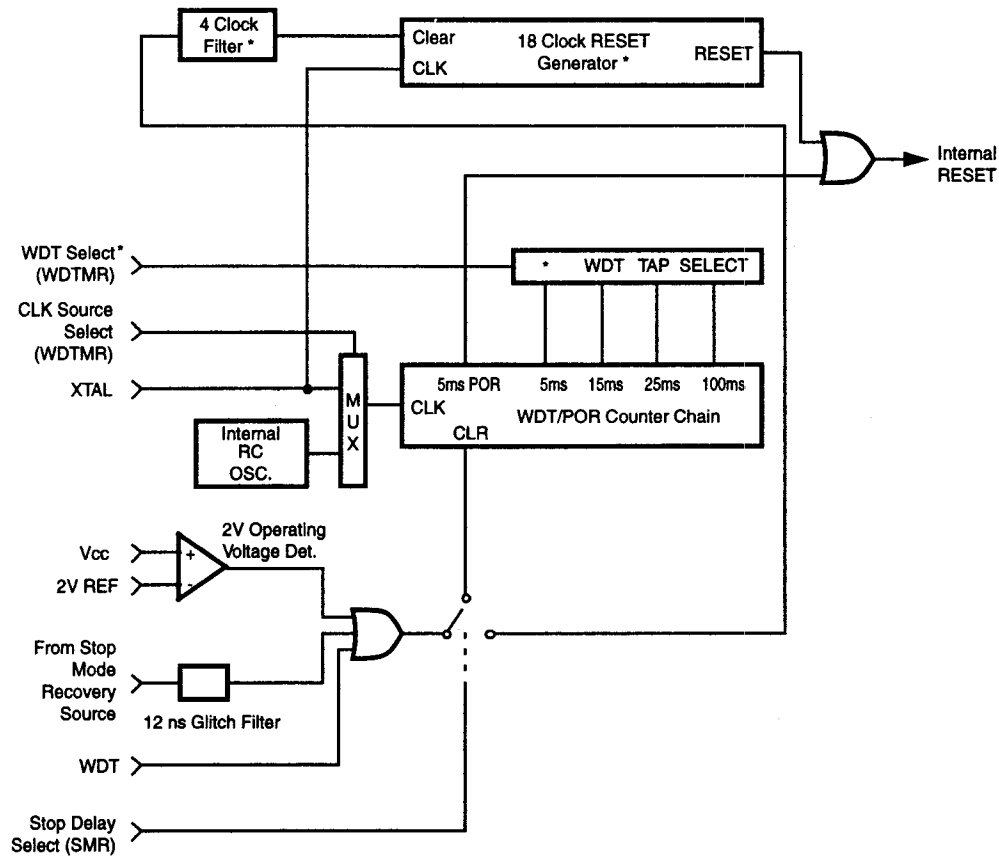 4 Clock
Filter *
Clear
CLK
18 Clock RESET
Generator *
RESET
Internal
RESET
WDT Select*
(WDTMR)
* WDT TAP SELECT
CLK Source
Select
(WDTMR)
XTAL
MUX
Internal
RC
OSC.
5ms POR 5ms 15ms 25ms 100ms
CLK
WDT/POR Counter Chain
CLR
2V Operating
Voltage Det.
Vcc
+
2V REF
-
From Stop
Mode
Recovery
Source
12 ns Glitch Filter
WDT
Stop Delay
Select (SMR)